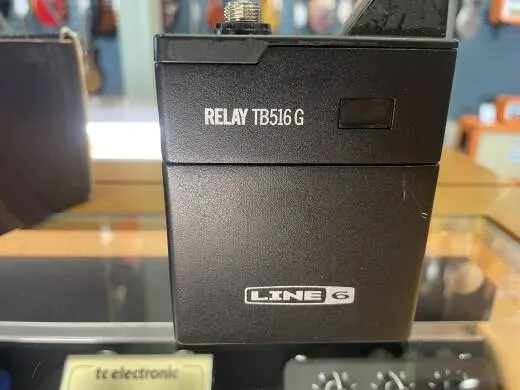 RELAY TB516 G
LINE 6
tc electronic